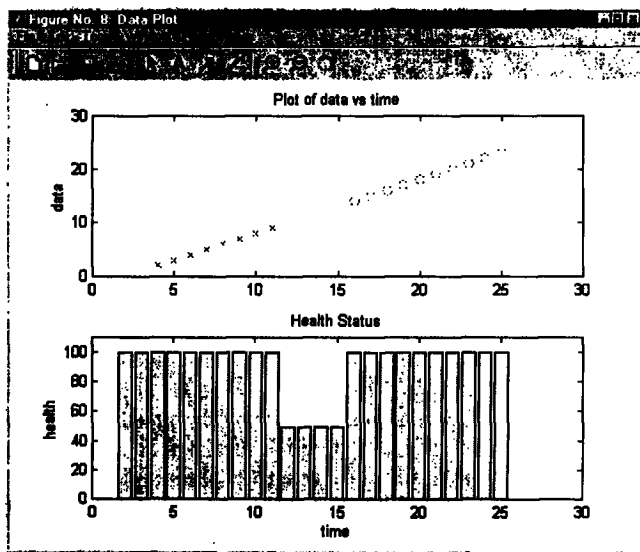 Figure No. 8: Data Plot
Plot of data vs time
30
20
10
0
data
0 5 10 15 20 25 30
Health Status
100
80
60
40
20
0
health
0 5 10 15 20 25 30
time